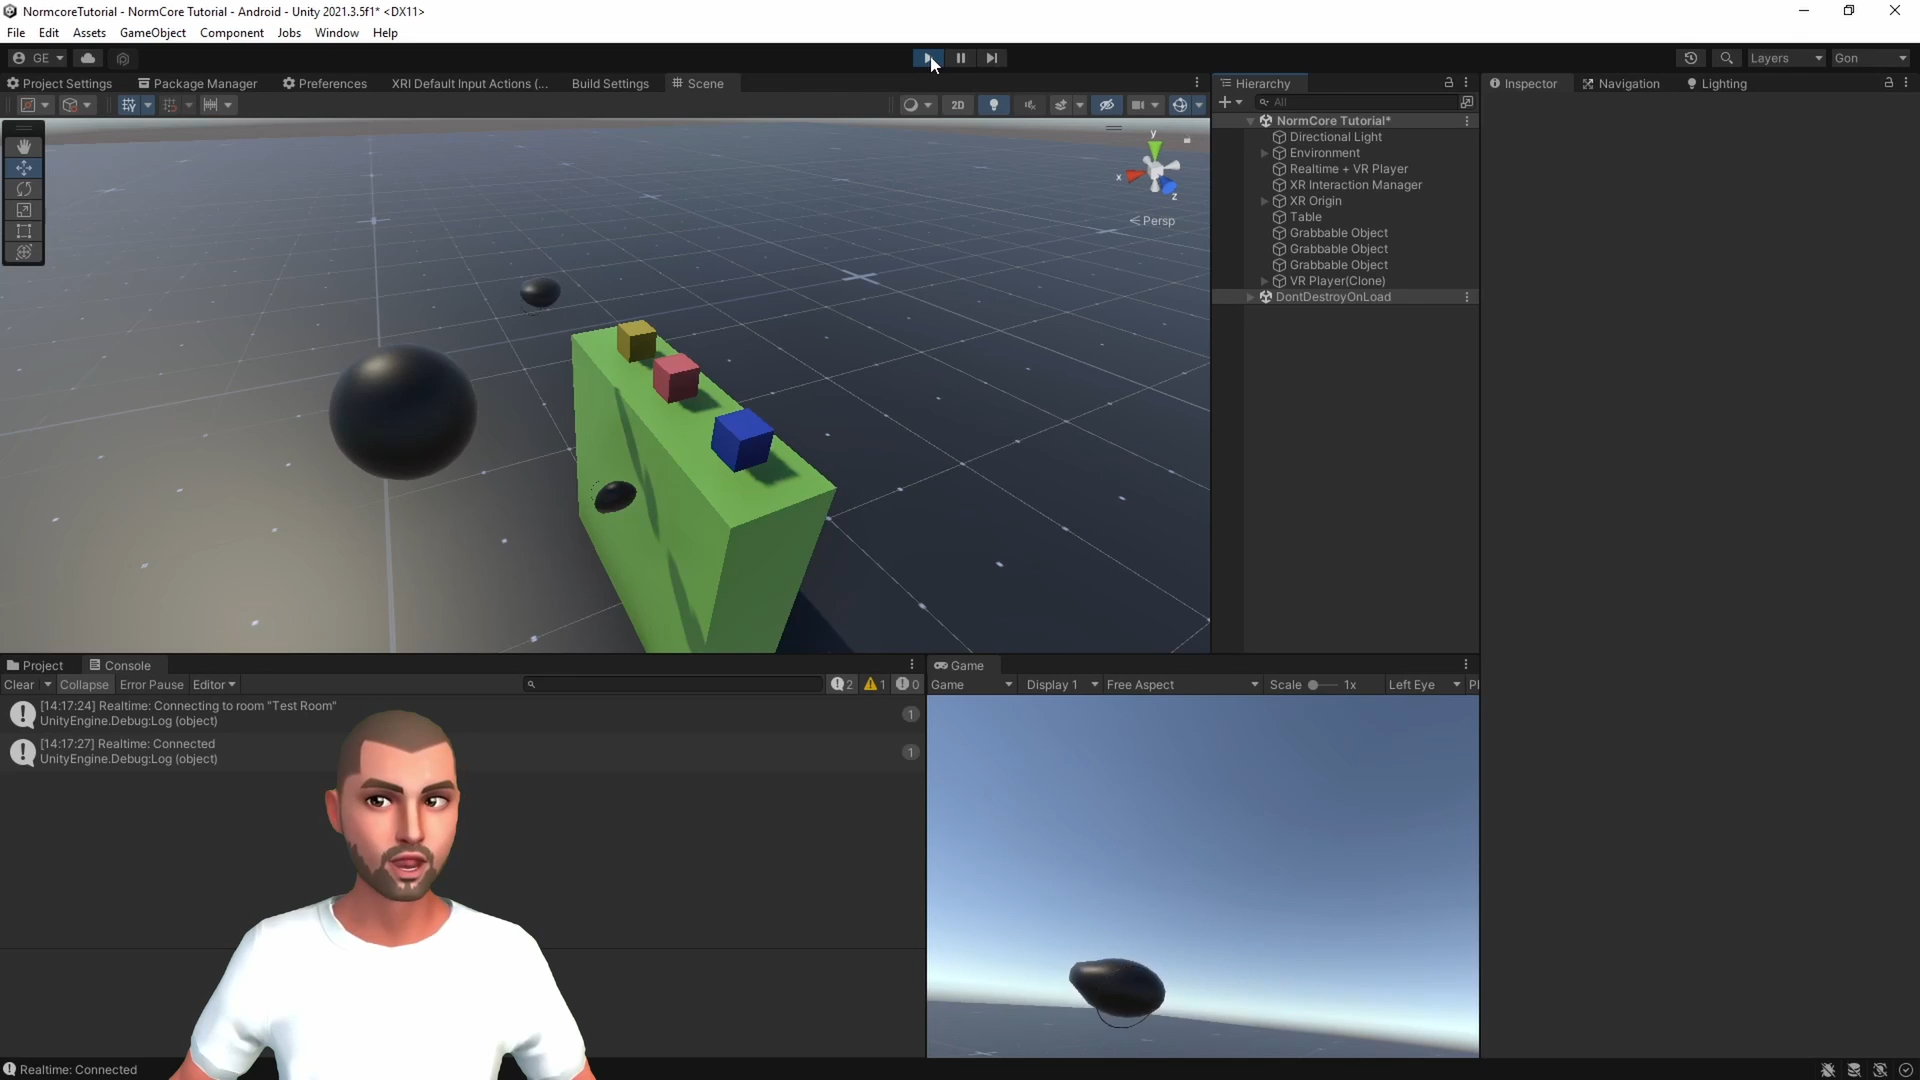 NormcoreTutorial - NormCore Tutorial - Android - Unity 2021.3.5f1* <DX11>
File Edit Assets GameObject Component Jobs Window Help
GE
Layers
Gon
Project Settings Package Manager Preferences XRI Default Input Actions (... Build Settings Scene
2D
y
x
z
Persp
Hierarchy
All
NormCore Tutorial*
Directional Light
Environment
Realtime + VR Player
XR Interaction Manager
XR Origin
Table
Grabbable Object
Grabbable Object
Grabbable Object
VR Player(Clone)
DontDestroyOnLoad
Inspector Navigation Lighting
Project Console
Clear Collapse Error Pause Editor
2 1 0
[14:17:24] Realtime: Connecting to room "Test Room"
UnityEngine.Debug:Log (object)
1
[14:17:27] Realtime: Connected
UnityEngine.Debug:Log (object)
1
Game
Game Display 1 Free Aspect Scale 1x Left Eye Pl
Realtime: Connected